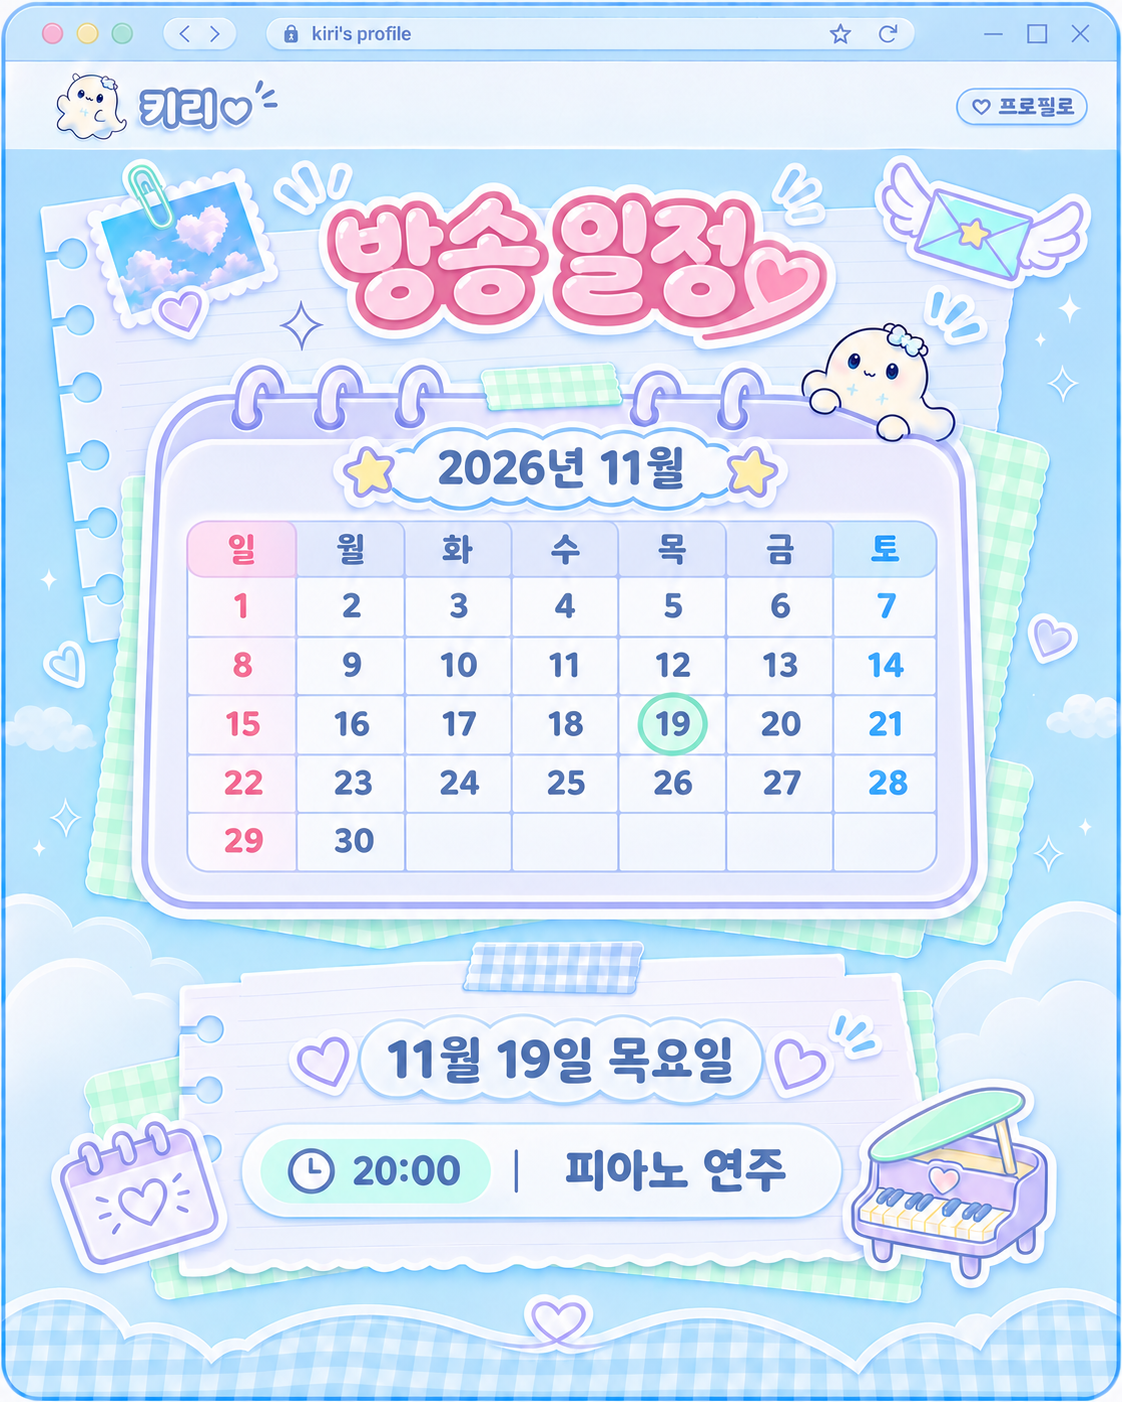 kiri's profile
키리
프로필로
방송 일정
2026년 11월
일 월 화 수 목 금 토
1 2 3 4 5 6 7
8 9 10 11 12 13 14
15 16 17 18 19 20 21
22 23 24 25 26 27 28
29 30
11월 19일 목요일
20:00 | 피아노 연주